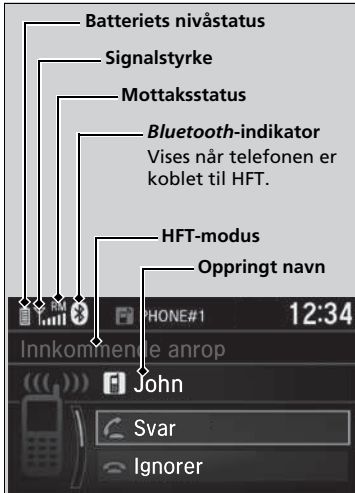 Batteriets nivåstatus
Signalstyrke
Mottaksstatus
Bluetooth-indikator
Vises når telefonen er
koblet til HFT.
HFT-modus
Oppringt navn
RM
PHONE#1 12:34
Innkommende anrop
John
Svar
Ignorer